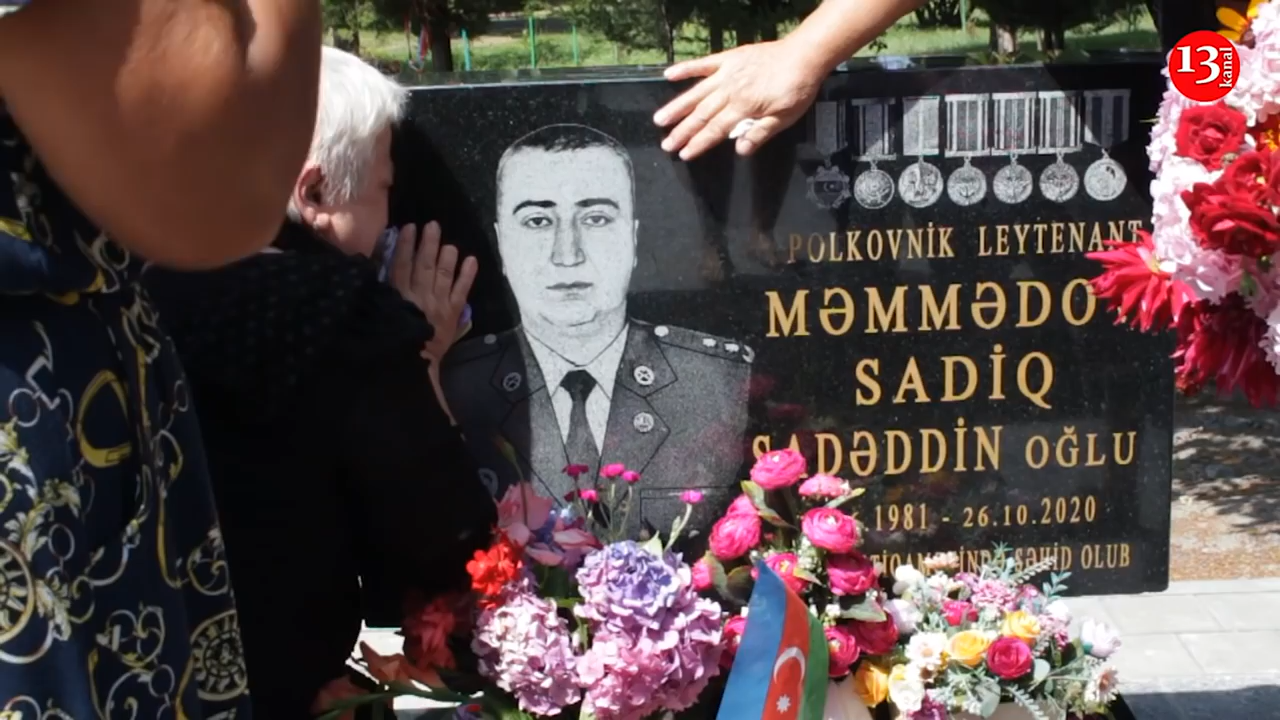 13 kanal
POLKOVNİK LEYTENANT
MƏMMƏDO
SADİQ
SADƏDDİN OĞLU
1981 - 26.10.2020
ŞƏHİD OLUB